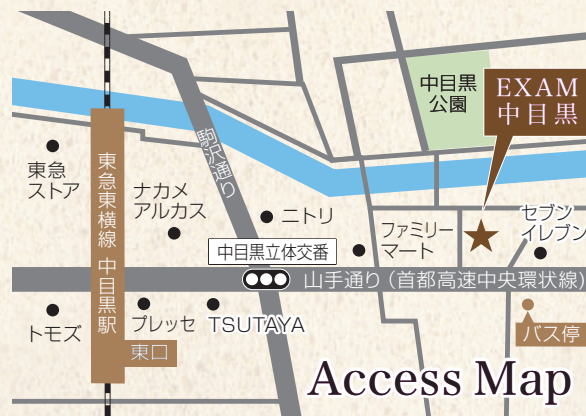 中目黒
公園
EXAM
中目黒
駒沢通り
東急
ストア
東急東横線 中目黒駅
ナカメ
アルカス
ニトリ
ファミリー
マート
セブン
イレブン
中目黒立体交番
山手通り（首都高速中央環状線）
トモズ
プレッセ
TSUTAYA
東口
バス停
Access Map